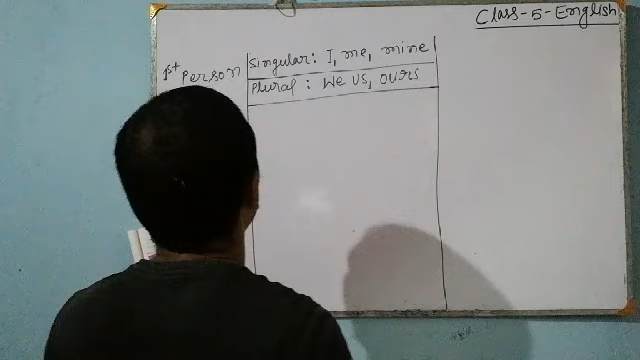 Class-5-English
1st Person
Singular: I, me, mine
Plural : We us, ours